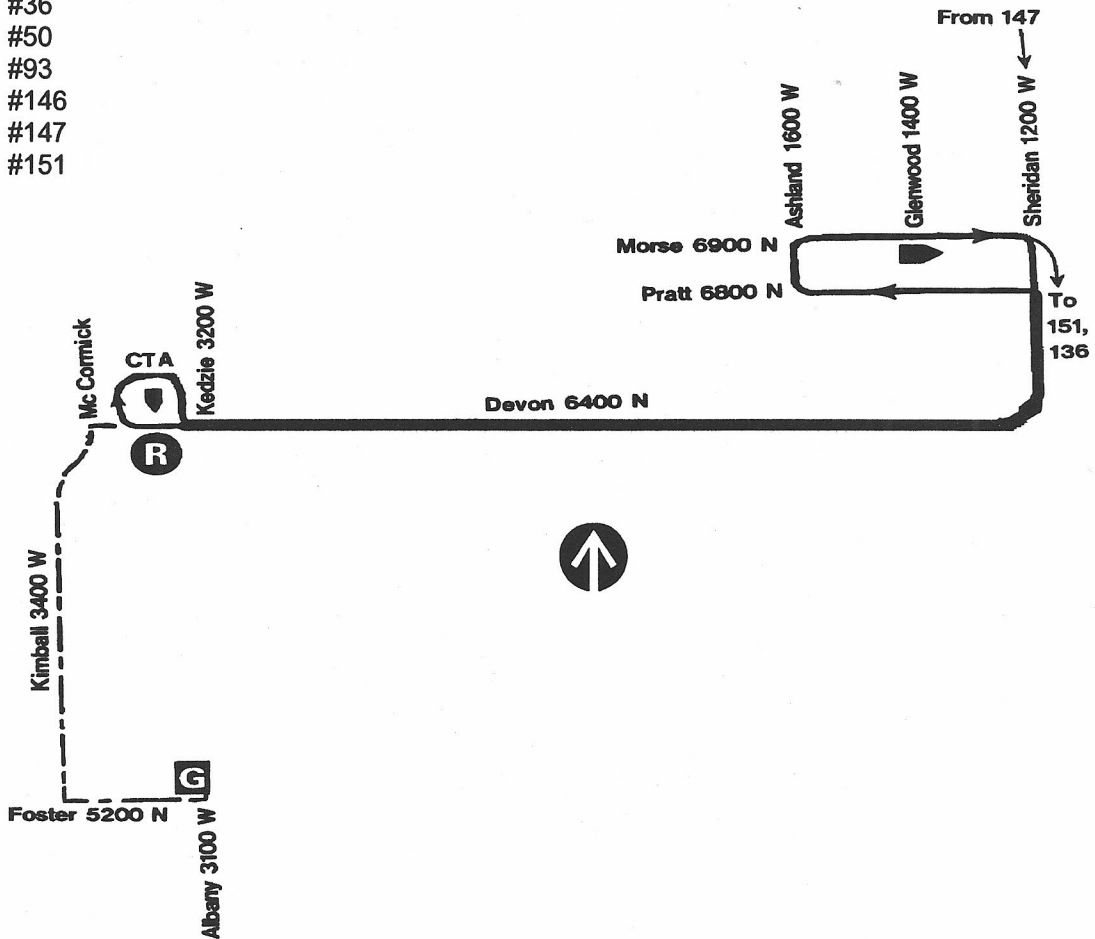 #36
#50
#93
#146
#147
#151
From 147
Ashland 1600 W
Glenwood 1400 W
Sheridan 1200 W
Morse 6900 N
Pratt 6800 N
To
151,
136
Mc Cormick
CTA
Kedzie 3200 W
Devon 6400 N
R
Kimball 3400 W
G
Foster 5200 N
Albany 3100 W